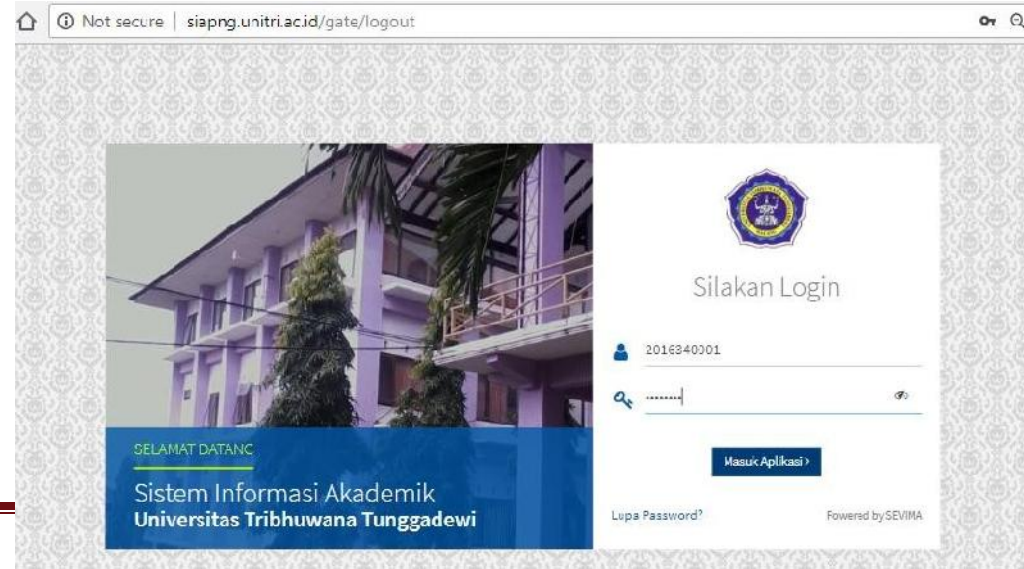 Not secure | siapng.unitri.ac.id/gate/logout
Silakan Login
2016340001
SELAMAT DATANG
Sistem Informasi Akademik
Universitas Tribhuwana Tunggadewi
Masuk Aplikasi ›
Lupa Password?
Powered by SEVIMA